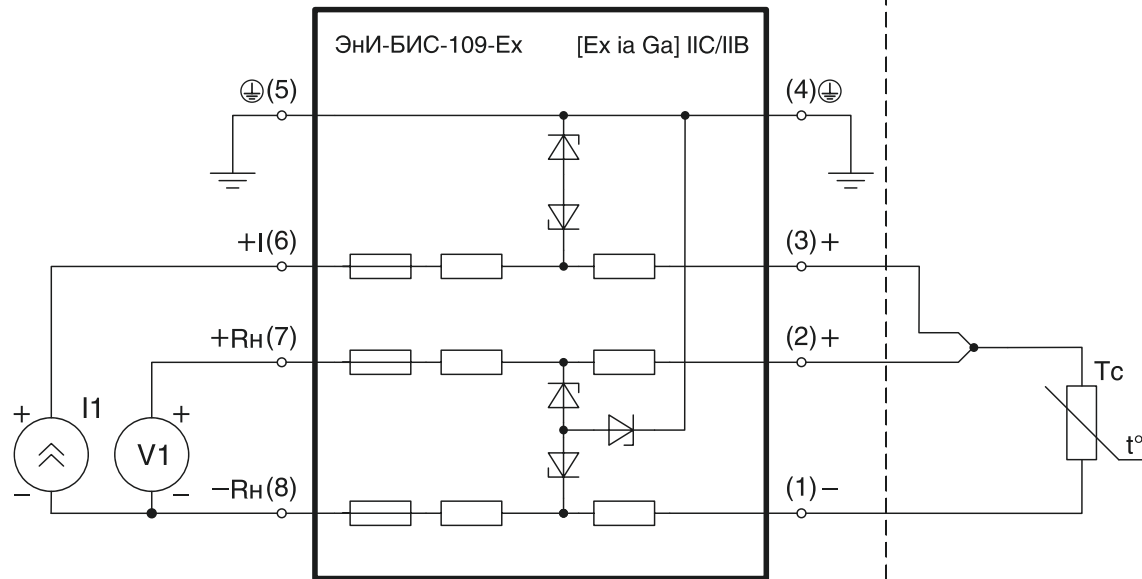 ЭнИ-БИС-109-Ex [Ex ia Ga] IIC/IIB
(5) (4)
+I(6) (3)+
+Rн(7) (2)+
Tc
+ I1 + V1 t°
− −
−Rн(8) (1)−